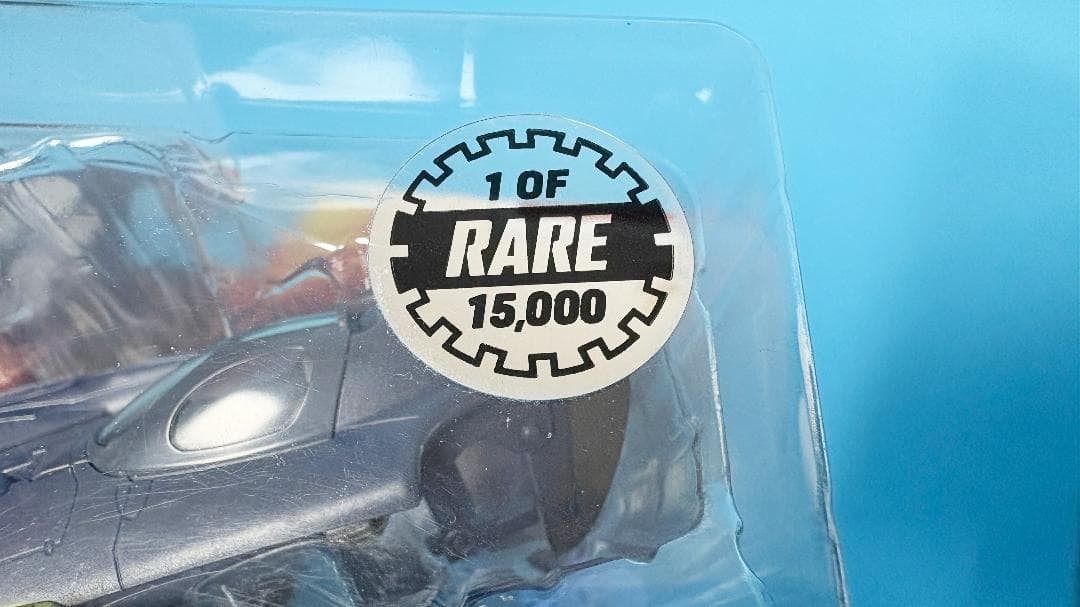 1 OF
RARE
15,000